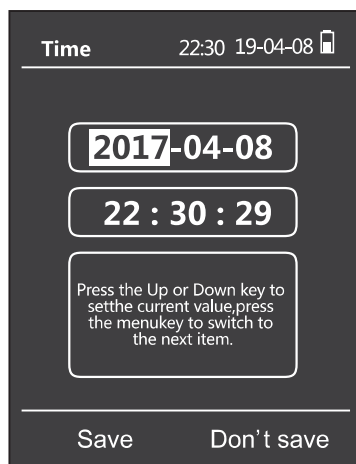 Time 22:30 19-04-08
2017-04-08
22 : 30 : 29
Press the Up or Down key to
setthe current value,press
the menukey to switch to
the next item.
Save Don't save